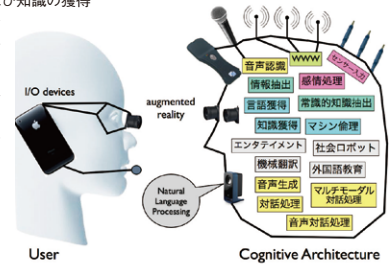 び知識の獲得
I/O devices
augmented
reality
音声認識
www
センサー入力
情報抽出
感情処理
言語獲得
常識的知識抽出
知識獲得
マシン倫理
エンタテイメント
社会ロボット
機械翻訳
外国語教育
音声生成
マルチモーダル
対話処理
対話処理
音声対話処理
Natural
Language
Processing
User
Cognitive Architecture